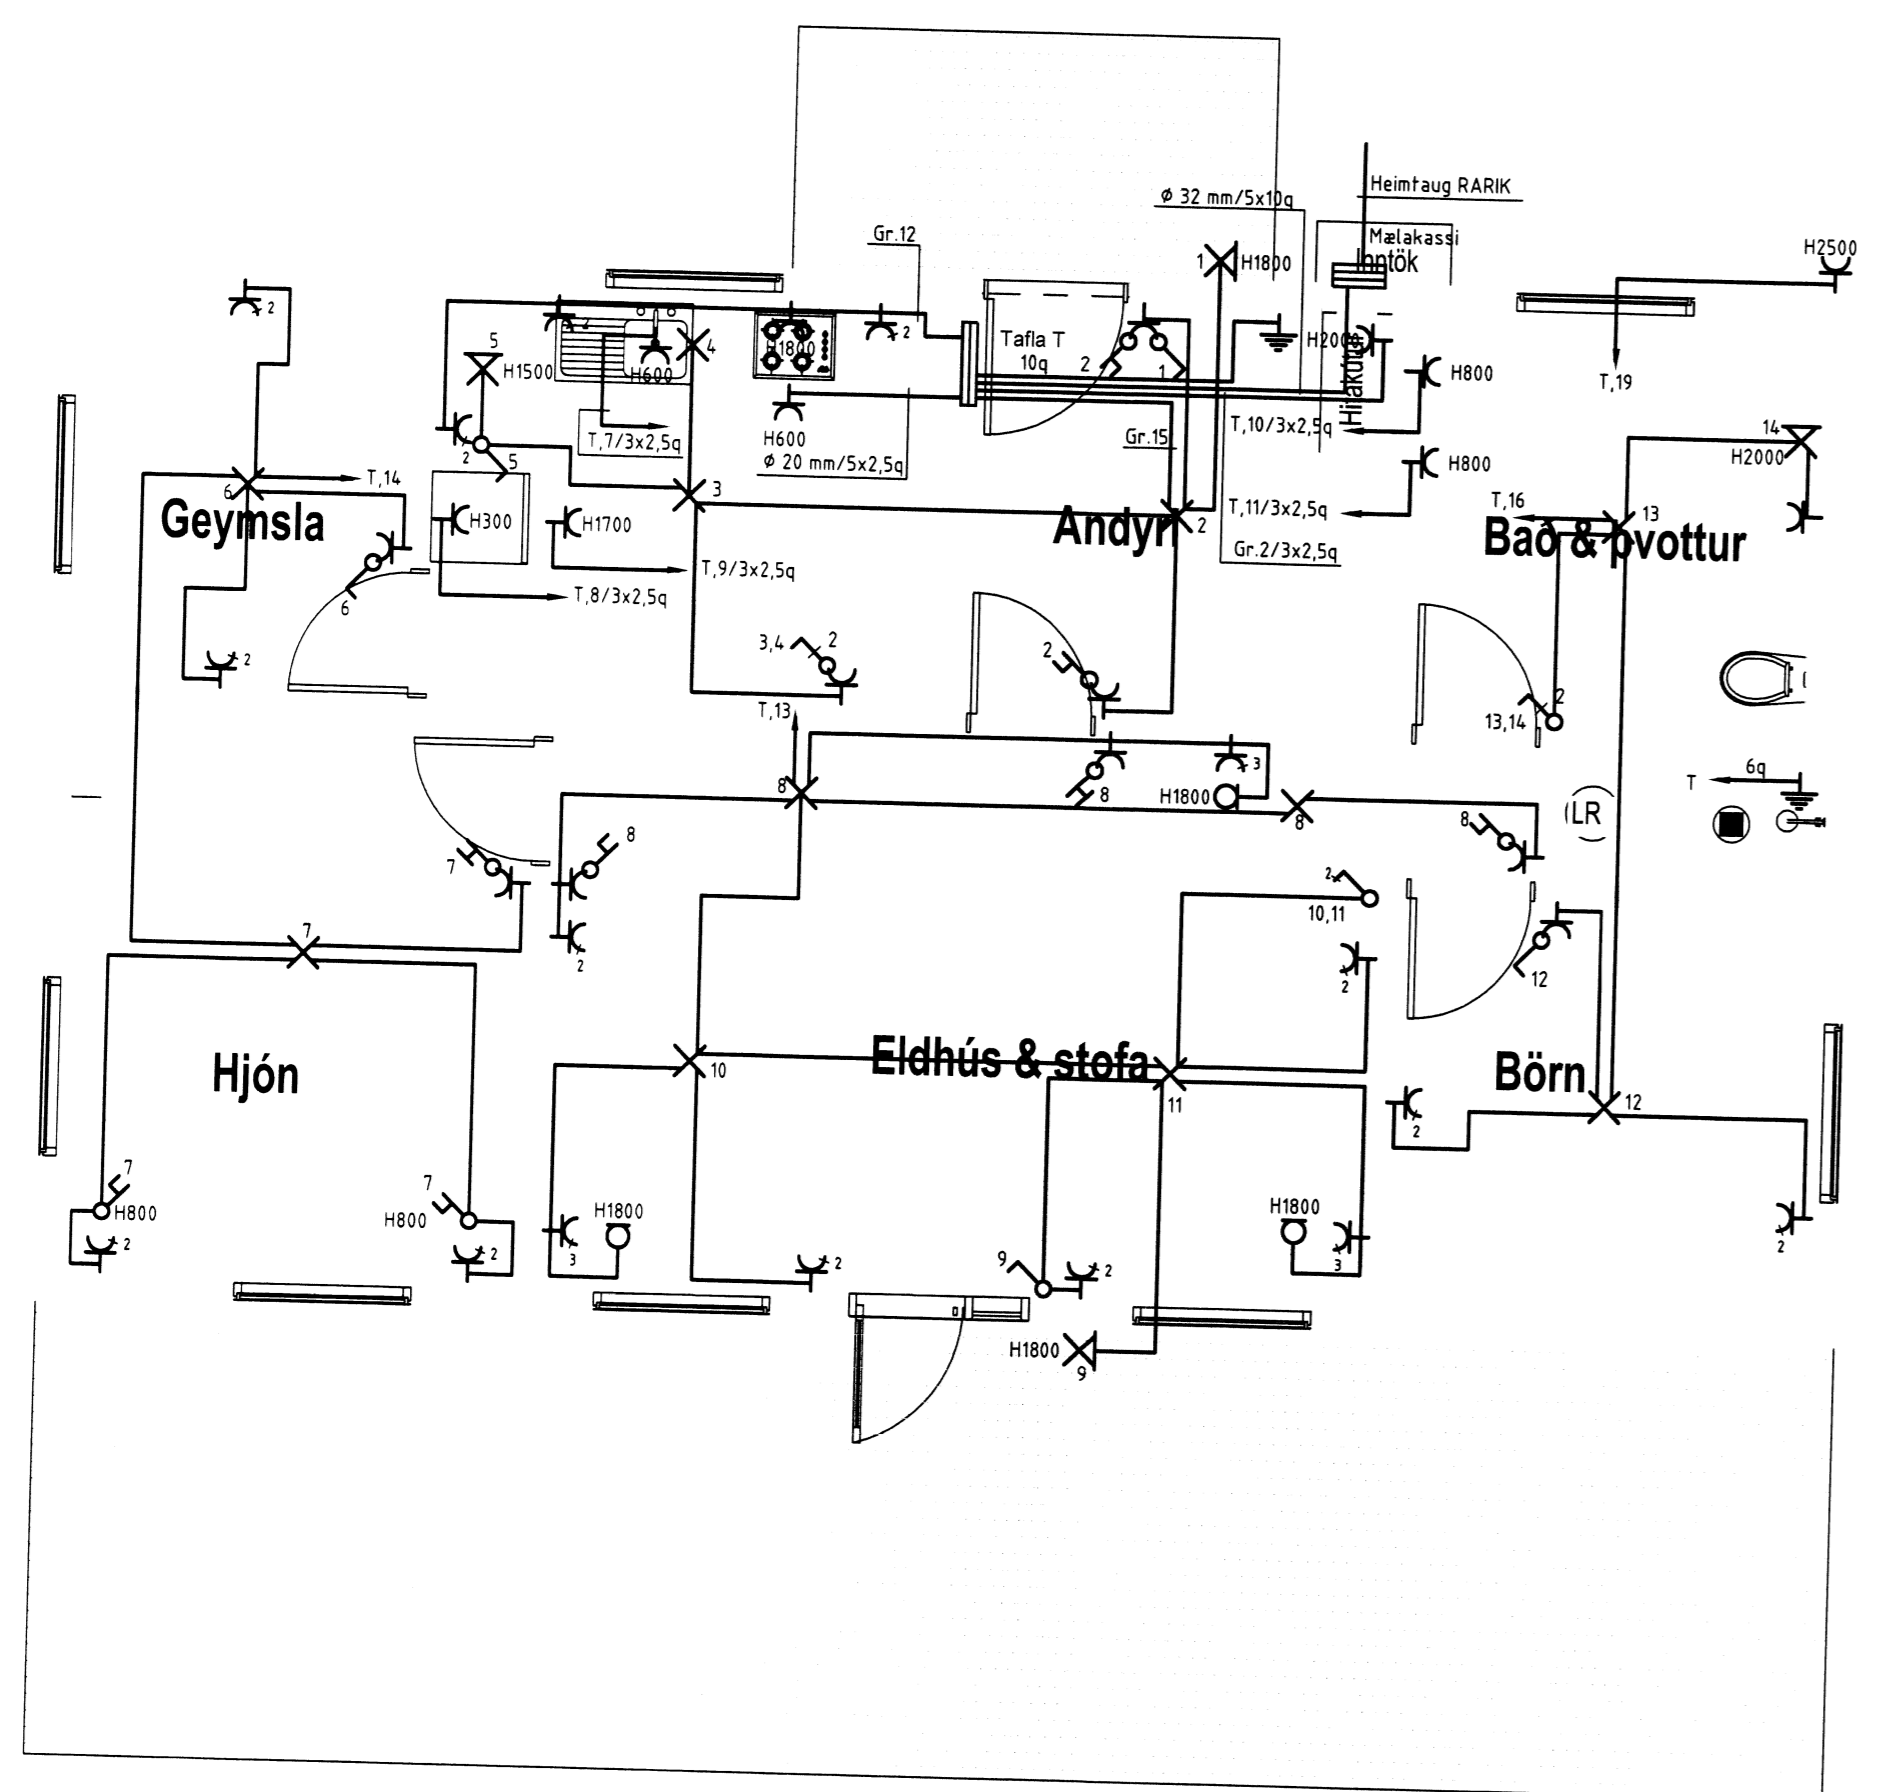 Heimtaug RARIK
ϕ 32 mm/5x10q
Gr.12
Mælakassi
Inntök
H2500
1
H1800
2
2
2
4
H1800
Tafla T
10q
2
1
H2000
Hitakútur
5
H1500
H600
H800
T,19
2
5
T,7/3x2,5q
H600
ϕ 20 mm/5x2,5q
Gr.15
T,10/3x2,5q
14
H2000
H800
6
T,14
3
T,11/3x2,5q
T,16
13
Geymsla
H300
H1700
Andyri
2
Gr.2/3x2,5q
Bað & þvottur
T,9/3x2,5q
T,8/3x2,5q
6
2
3,4
2
2
T,13
13,14
2
8
8
3
H1800
8
T
6q
LR
8
7
8
2
10,11
7
2
2
12
Hjón
10
Eldhús & stofa
11
Börn
12
2
7
H800
2
7
H800
2
H1800
3
2
9
2
H1800
3
2
H1800
9